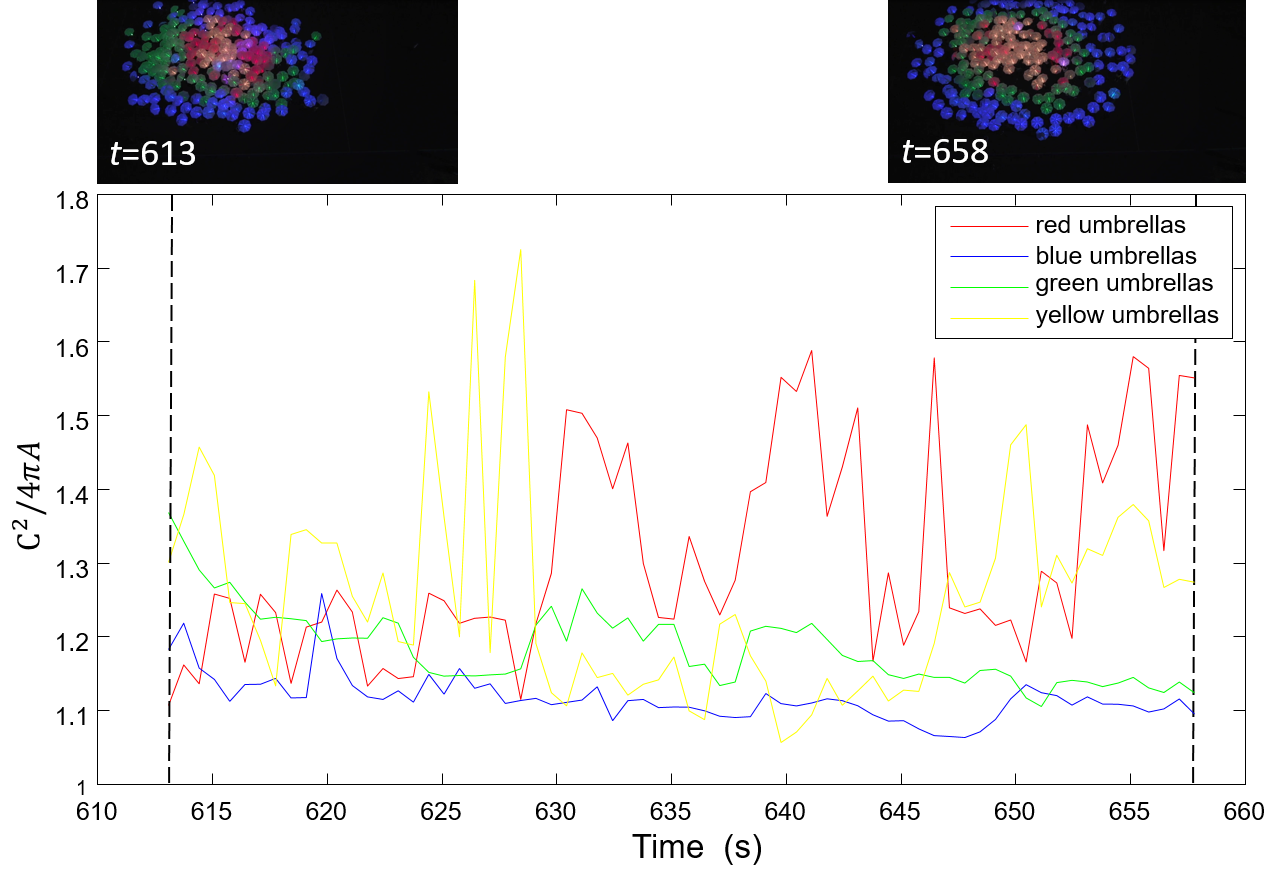 t=613
t=658
1.8
1.7
1.6
1.5
1.4
1.3
1.2
1.1
1
C²/4πA
red umbrellas
blue umbrellas
green umbrellas
yellow umbrellas
610 615 620 625 630 635 640 645 650 655 660
Time (s)